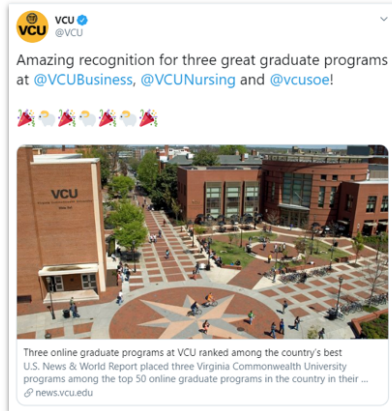 VCU
@VCU
Amazing recognition for three great graduate programs
at @VCUBusiness, @VCUNursing and @vcusoe!
VCU
Three online graduate programs at VCU ranked among the country's best
U.S. News & World Report placed three Virginia Commonwealth University
programs among the top 50 online graduate programs in the country in their ...
news.vcu.edu